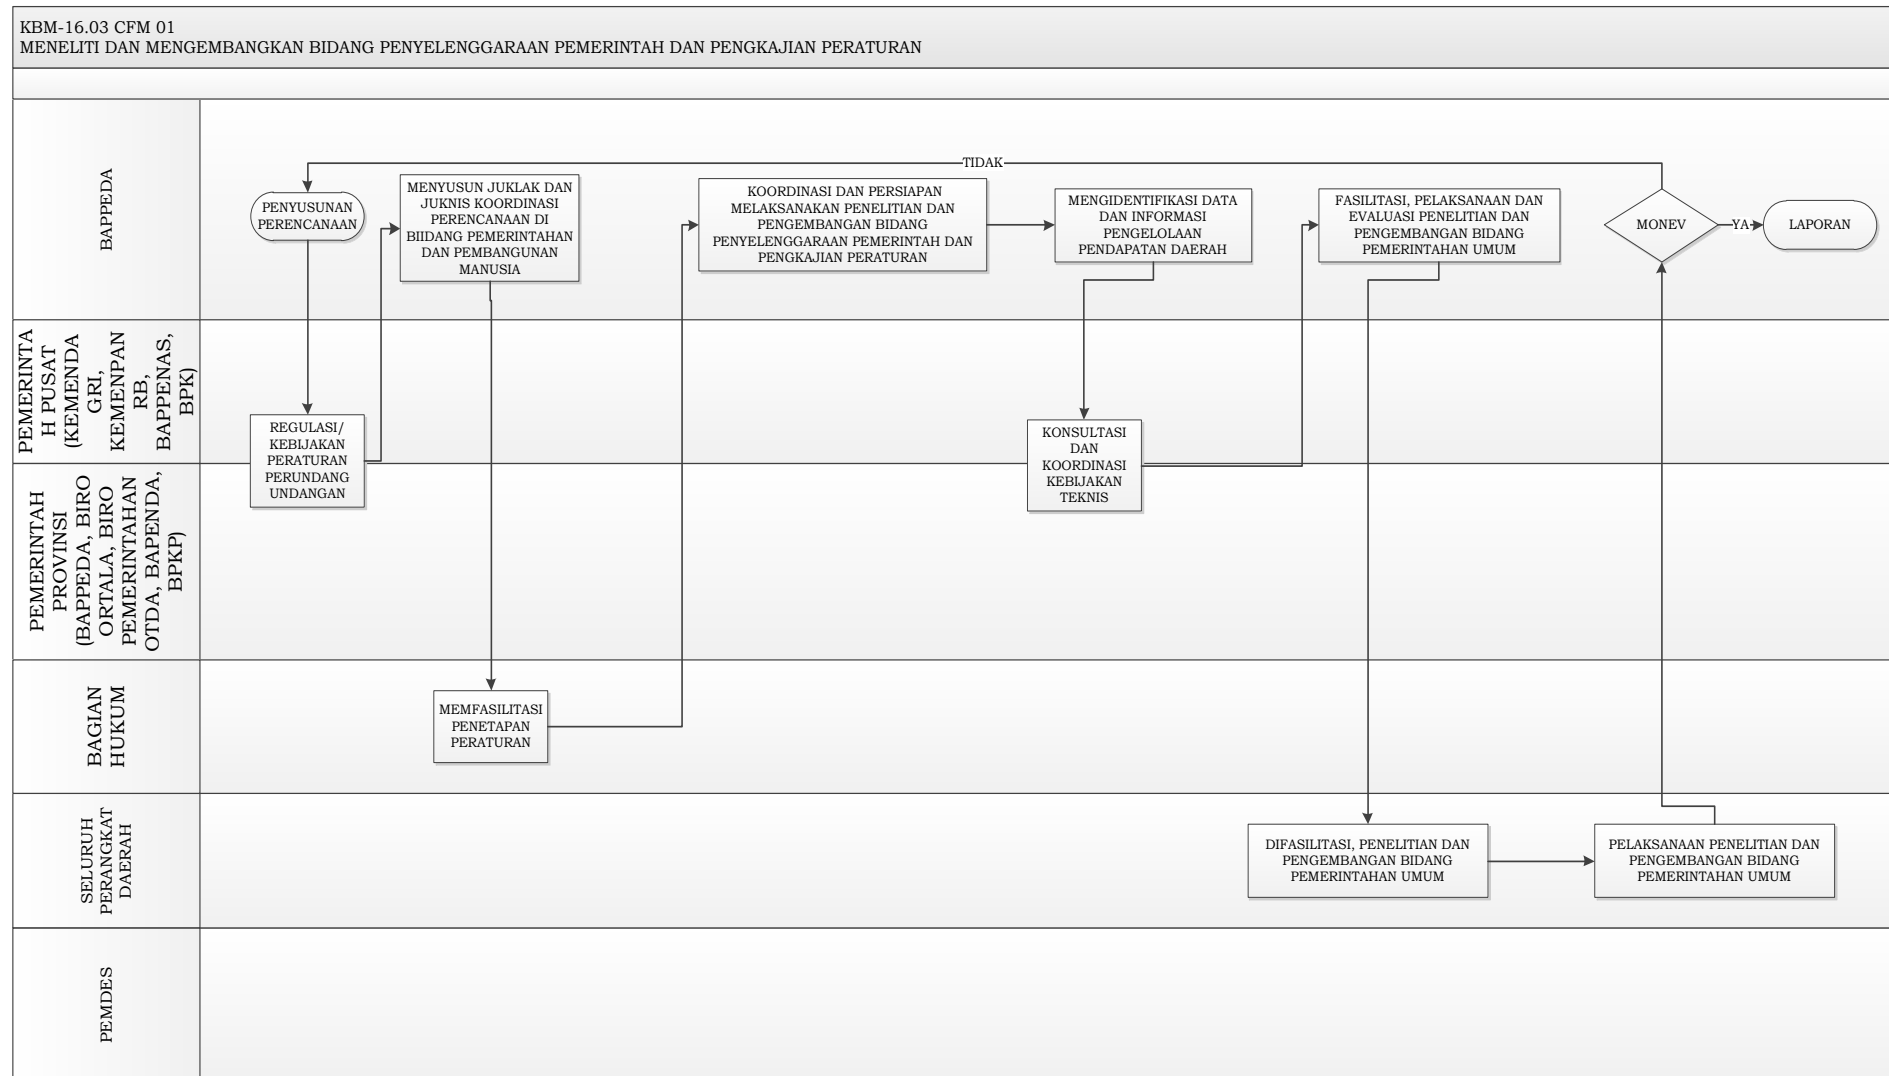 KBM-16.03 CFM 01
MENELITI DAN MENGEMBANGKAN BIDANG PENYELENGGARAAN PEMERINTAH DAN PENGKAJIAN PERATURAN
BAPPEDA
TIDAK
PENYUSUNAN
PERENCANAAN
MENYUSUN JUKLAK DAN
JUKNIS KOORDINASI
PERENCANAAN DI
BIIDANG PEMERINTAHAN
DAN PEMBANGUNAN
MANUSIA
KOORDINASI DAN PERSIAPAN
MELAKSANAKAN PENELITIAN DAN
PENGEMBANGAN BIDANG
PENYELENGGARAAN PEMERINTAH DAN
PENGKAJIAN PERATURAN
MENGIDENTIFIKASI DATA
DAN INFORMASI
PENGELOLAAN
PENDAPATAN DAERAH
FASILITASI, PELAKSANAAN DAN
EVALUASI PENELITIAN DAN
PENGEMBANGAN BIDANG
PEMERINTAHAN UMUM
MONEV
YA
LAPORAN
PEMERINTA
H PUSAT
(KEMENDA
GRI,
KEMENPAN
RB,
BAPPENAS,
BPK)
REGULASI/
KEBIJAKAN
PERATURAN
PERUNDANG
UNDANGAN
KONSULTASI
DAN
KOORDINASI
KEBIJAKAN
TEKNIS
PEMERINTAH
PROVINSI
(BAPPEDA, BIRO
ORTALA, BIRO
PEMERINTAHAN
OTDA, BAPENDA,
BPKP)
BAGIAN
HUKUM
MEMFASILITASI
PENETAPAN
PERATURAN
SELURUH
PERANGKAT
DAERAH
DIFASILITASI, PENELITIAN DAN
PENGEMBANGAN BIDANG
PEMERINTAHAN UMUM
PELAKSANAAN PENELITIAN DAN
PENGEMBANGAN BIDANG
PEMERINTAHAN UMUM
PEMDES